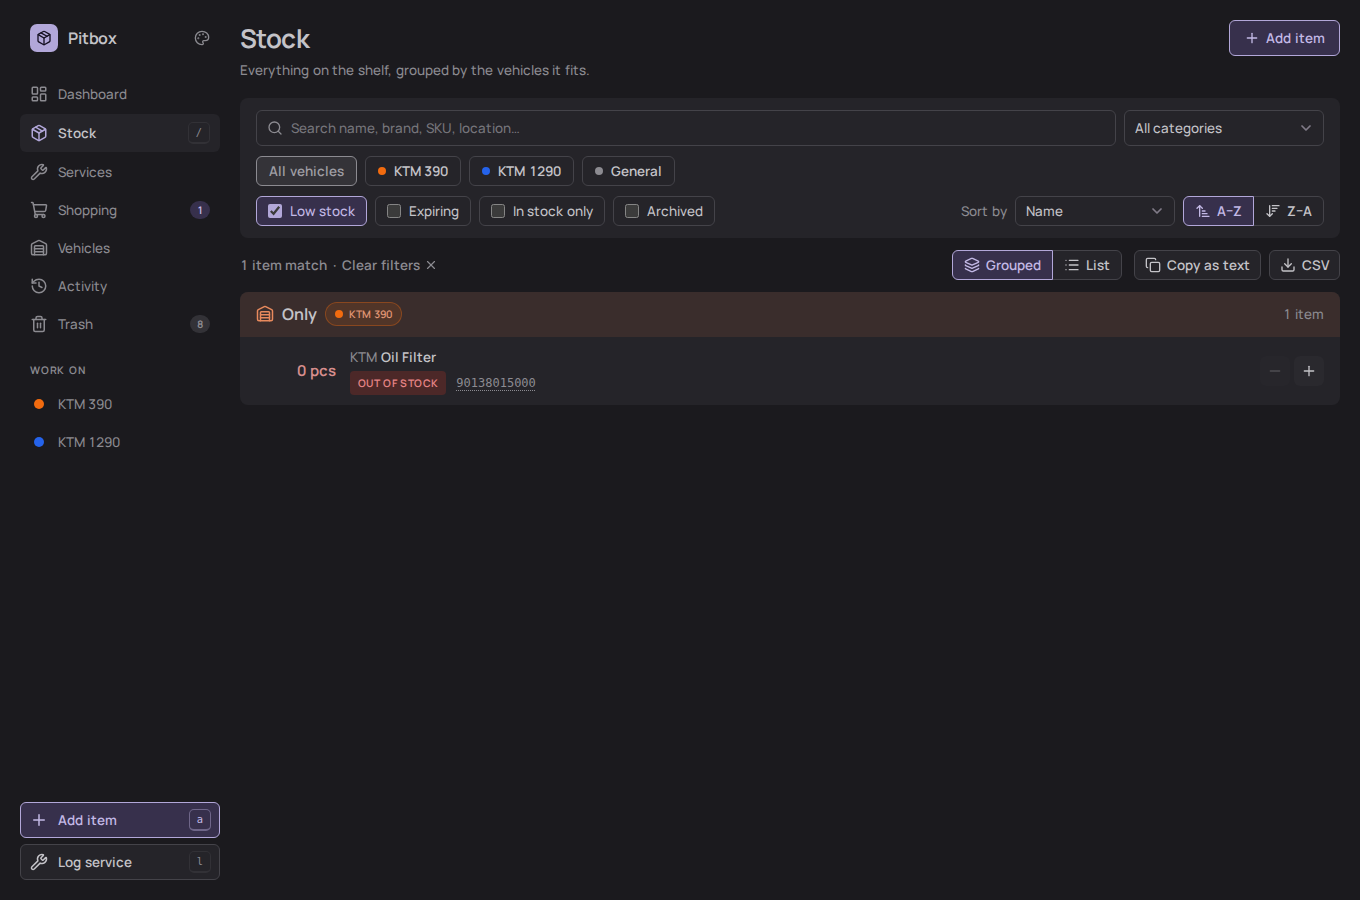 Pitbox
Dashboard
Stock /
Services
Shopping 1
Vehicles
Activity
Trash 8
WORK ON
KTM 390
KTM 1290
Add item a
Log service l
Stock
Add item
Everything on the shelf, grouped by the vehicles it fits.
Search name, brand, SKU, location…
All categories
All vehicles KTM 390 KTM 1290 General
Low stock Expiring In stock only Archived Sort by Name A–Z Z–A
1 item match · Clear filters
Grouped List Copy as text CSV
Only KTM 390 1 item
0 pcs KTM Oil Filter
OUT OF STOCK 90138015000